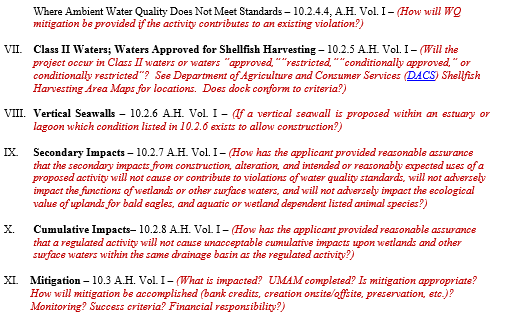 Where Ambient Water Quality Does Not Meet Standards – 10.2.4.4, A.H. Vol. I – (How will WQ
mitigation be provided if the activity contributes to an existing violation?)
VII. Class II Waters; Waters Approved for Shellfish Harvesting – 10.2.5 A.H. Vol. I – (Will the
project occur in Class II waters or waters "approved,""restricted,""conditionally approved," or
conditionally restricted"? See Department of Agriculture and Consumer Services (DACS) Shellfish
Harvesting Area Maps for locations. Does dock conform to criteria?)
VIII. Vertical Seawalls – 10.2.6 A.H. Vol. I – (If a vertical seawall is proposed within an estuary or
lagoon which condition listed in 10.2.6 exists to allow construction?)
IX. Secondary Impacts – 10.2.7 A.H. Vol. I – (How has the applicant provided reasonable assurance
that the secondary impacts from construction, alteration, and intended or reasonably expected uses of a
proposed activity will not cause or contribute to violations of water quality standards, will not adversely
impact the functions of wetlands or other surface waters, and will not adversely impact the ecological
value of uplands for bald eagles, and aquatic or wetland dependent listed animal species?)
X. Cumulative Impacts– 10.2.8 A.H. Vol. I – (How has the applicant provided reasonable assurance
that a regulated activity will not cause unacceptable cumulative impacts upon wetlands and other
surface waters within the same drainage basin as the regulated activity?)
XI. Mitigation – 10.3 A.H. Vol. I – (What is impacted? UMAM completed? Is mitigation appropriate?
How will mitigation be accomplished (bank credits, creation onsite/offsite, preservation, etc.)?
Monitoring? Success criteria? Financial responsibility?)